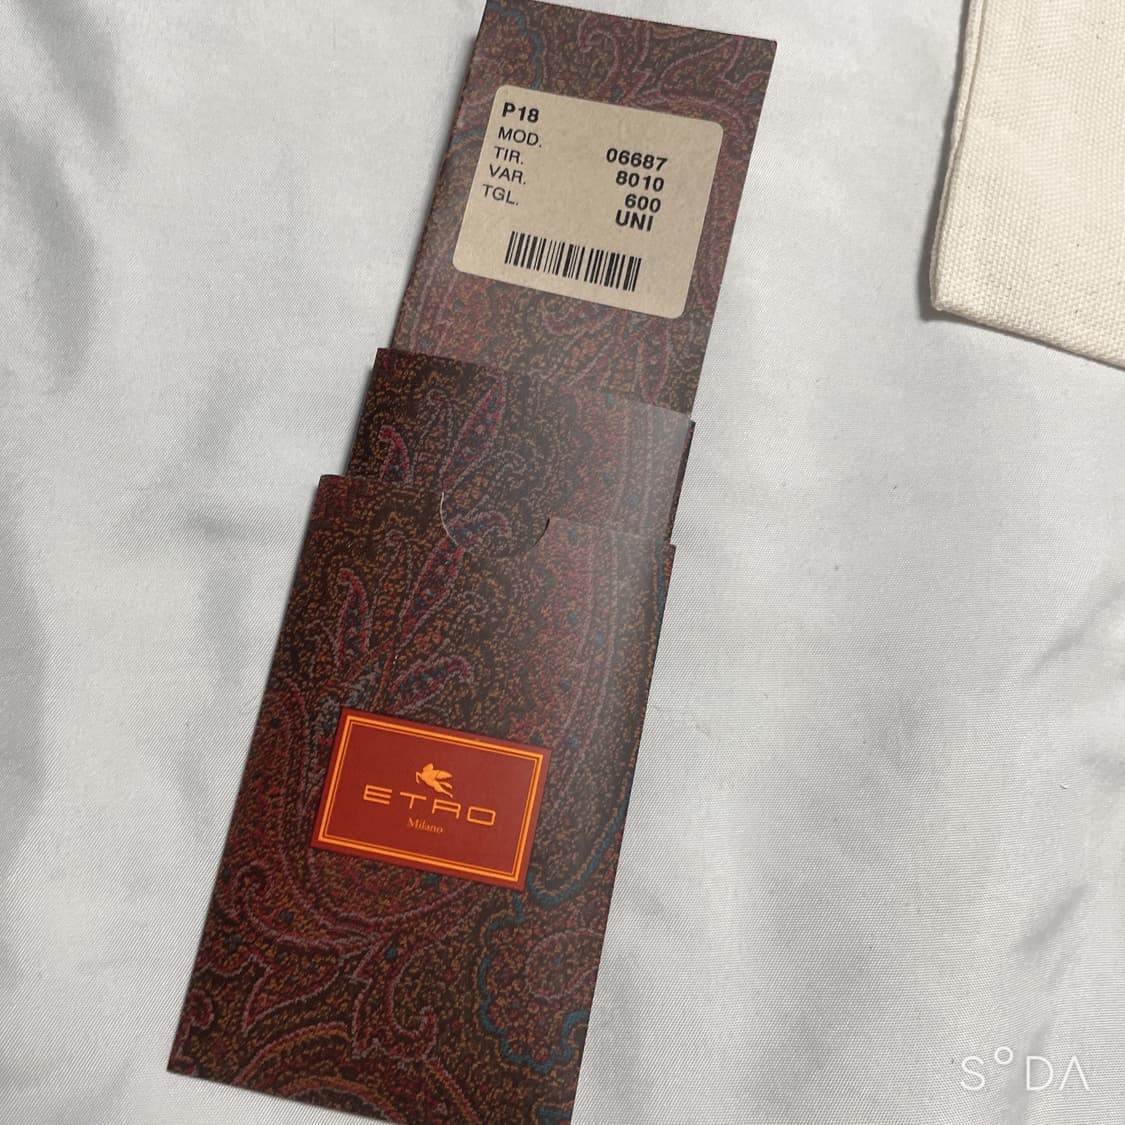 P18
MOD. 06687
TIR. 8010
VAR. 600
TGL. UNI
ETRO
Milano
S°DA